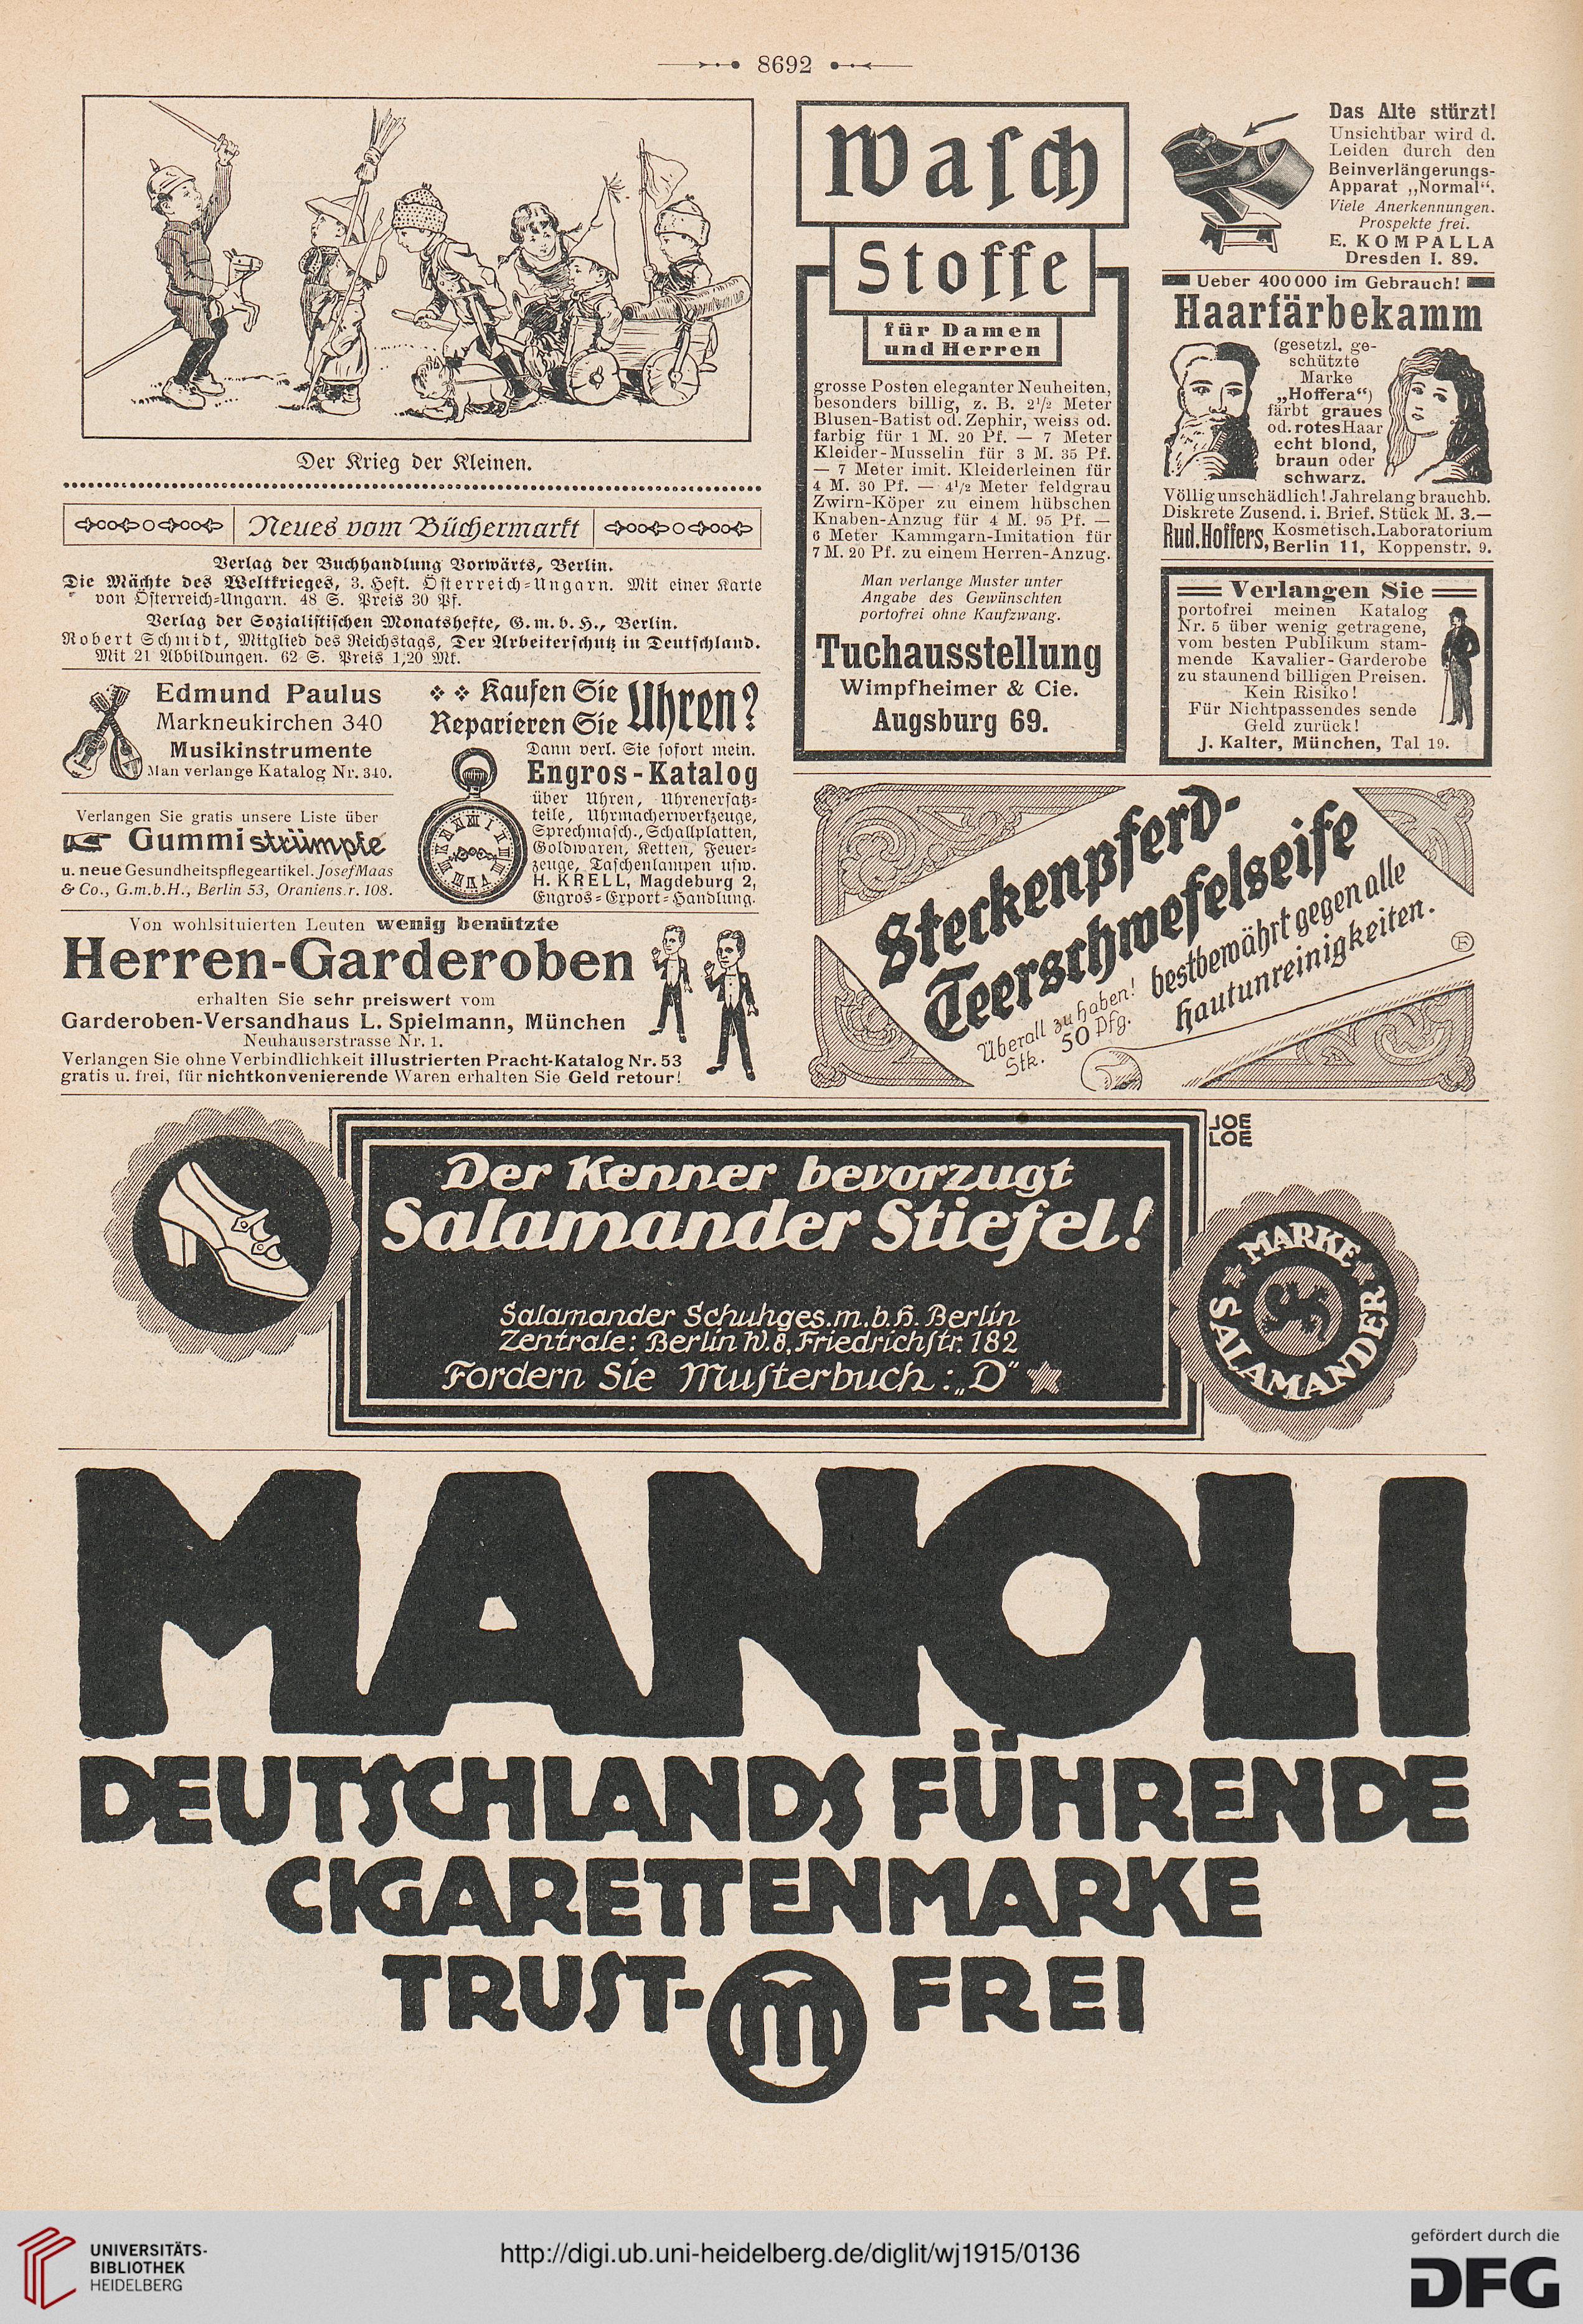 8692
Der Krieg der Kleinen.
Neues vom Büchermarkt
Verlag der Buchhandlung Vorwärts, Berlin.
Die Mächte des Weltkrieges, 3. Heft. Österreich-Ungarn. Mit einer Karte
von Österreich-Ungarn. 48 S. Preis 30 Pf.
Verlag der Sozialistischen Monatshefte, G. m. b. H., Berlin.
Robert Schmidt, Mitglied des Reichstags, Der Arbeiterschutz in Deutschland.
Mit 21 Abbildungen. 62 S. Preis 1,20 Mk.
Edmund Paulus
Markneukirchen 340
Musikinstrumente
Man verlange Katalog Nr. 340.
Verlangen Sie gratis unsere Liste über
Gummistrümpfe
u. neue Gesundheitspflegeartikel. Josef Maas
& Co., G.m.b.H., Berlin 53, Oraniens.r. 108.
Kaufen Sie
Reparieren Sie Uhren?
Dann verl. Sie sofort mein.
Engros-Katalog
über Uhren, Uhrenersatz-
teile, Uhrmacherwerkzeuge,
Sprechmasch., Schallplatten,
Goldwaren, Ketten, Feuer-
zeuge, Taschenlampen usw.
H. KRELL, Magdeburg 2,
Engros-Export-Handlung.
Von wohlsituierten Leuten wenig benützte
Herren-Garderoben
erhalten Sie sehr preiswert vom
Garderoben-Versandhaus L. Spielmann, München
Neuhauserstrasse Nr. 1.
Verlangen Sie ohne Verbindlichkeit illustrierten Pracht-Katalog Nr. 53
gratis u. frei, für nichtkonvenierende Waren erhalten Sie Geld retour!
Wasch
Stoffe
für Damen
und Herren
grosse Posten eleganter Neuheiten,
besonders billig, z. B. 2½ Meter
Blusen-Batist od. Zephir, weiss od.
farbig für 1 M. 20 Pf. — 7 Meter
Kleider-Musselin für 3 M. 35 Pf.
— 7 Meter imit. Kleiderleinen für
4 M. 30 Pf. — 4½ Meter feldgrau
Zwirn-Köper zu einem hübschen
Knaben-Anzug für 4 M. 95 Pf. —
6 Meter Kammgarn-Imitation für
7 M. 20 Pf. zu einem Herren-Anzug.
Man verlange Muster unter
Angabe des Gewünschten
portofrei ohne Kaufzwang.
Tuchausstellung
Wimpfheimer & Cie.
Augsburg 69.
Das Alte stürzt!
Unsichtbar wird d.
Leiden durch den
Beinverlängerungs-
Apparat „Normal“.
Viele Anerkennungen.
Prospekte frei.
E. KOMPALLA
Dresden I. 89.
Ueber 400000 im Gebrauch!
Haarfärbekamm
(gesetzl. ge-
schützte
Marke
„Hoffera“)
färbt graues
od. rotes Haar
echt blond,
braun oder
schwarz.
Völlig unschädlich! Jahrelang brauchb.
Diskrete Zusend. i. Brief. Stück M. 3.—
Rud. Hoffers, Kosmetisch. Laboratorium
Berlin 11, Koppenstr. 9.
Verlangen Sie
portofrei meinen Katalog
Nr. 5 über wenig getragene,
vom besten Publikum stam-
mende Kavalier-Garderobe
zu staunend billigen Preisen.
Kein Risiko!
Für Nichtpassendes sende
Geld zurück!
J. Kalter, München, Tal 19.
Steckenpferd-
Teerschwefelseife
bestbewährt gegen alle
Hautunreinigkeiten.
Überall zu haben!
Stk. 50 Pfg.
JOE
LOE
Der Kenner bevorzugt
Salamander Stiefel!
Salamander Schuhges.m.b.H. Berlin
Zentrale: Berlin W.8, Friedrichstr. 182
Fordern Sie Musterbuch: „D“
MARKE
SALAMANDER
MANOLI
DEUTSCHLANDS FÜHRENDE
CIGARETTENMARKE
TRUST-M FREI
UNIVERSITÄTS-
BIBLIOTHEK
HEIDELBERG
http://digi.ub.uni-heidelberg.de/diglit/wj1915/0136
gefördert durch die
DFG